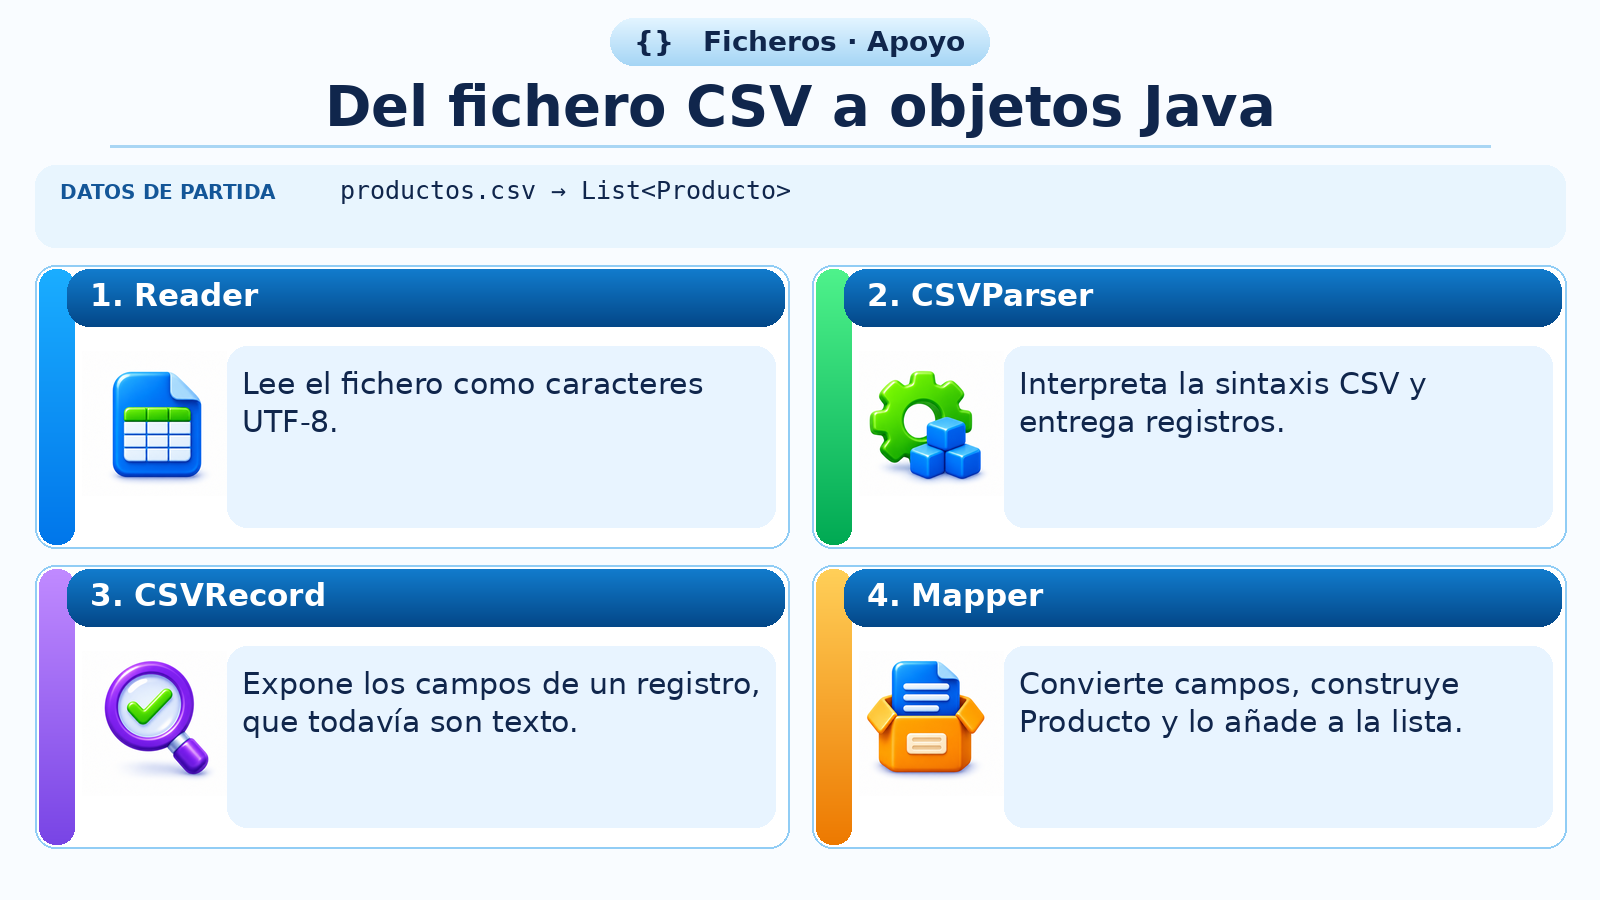 {} Ficheros · Apoyo
Del fichero CSV a objetos Java
DATOS DE PARTIDA productos.csv → List<Producto>
1. Reader
Lee el fichero como caracteres
UTF-8.
2. CSVParser
Interpreta la sintaxis CSV y
entrega registros.
3. CSVRecord
Expone los campos de un registro,
que todavía son texto.
4. Mapper
Convierte campos, construye
Producto y lo añade a la lista.